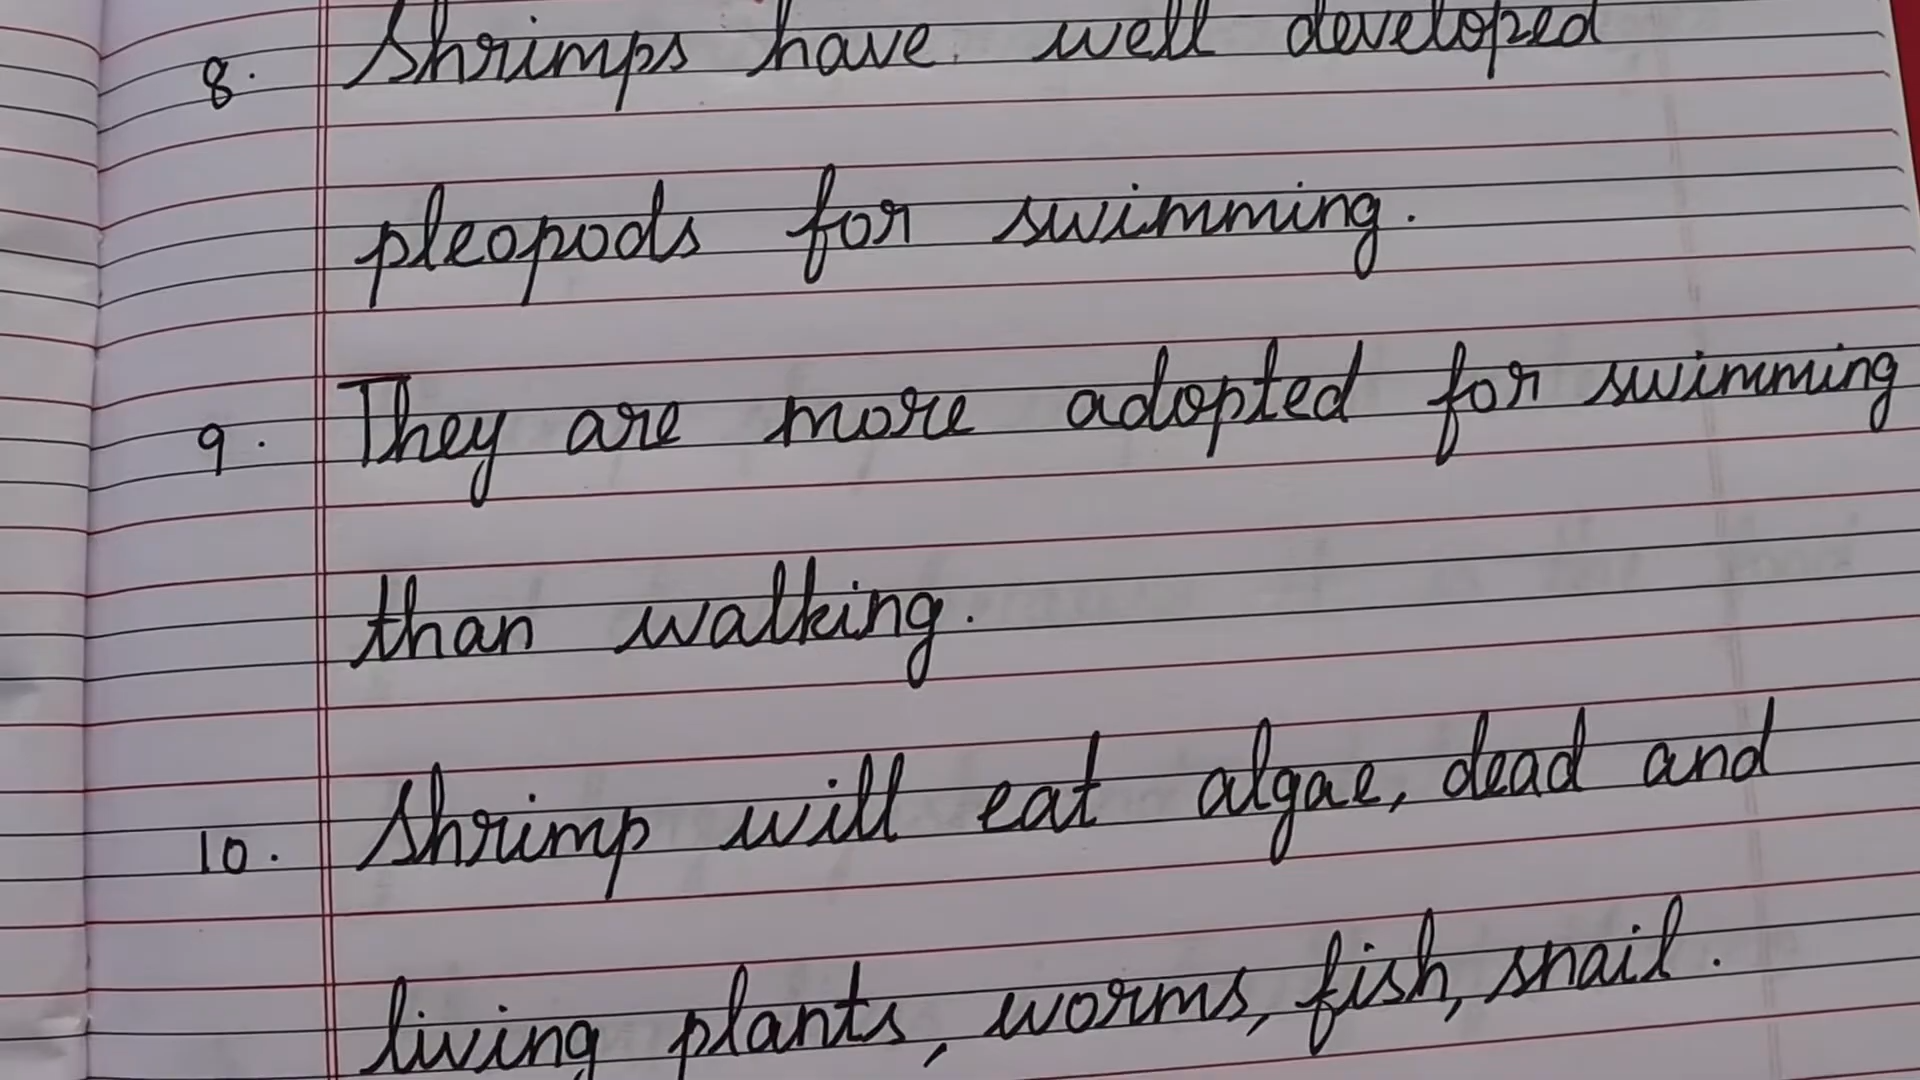 8. Shrimps have well developed
pleopods for swimming.
9. They are more adopted for swimming
than walking.
10. Shrimp will eat algae, dead and
living plants, worms, fish, snail.